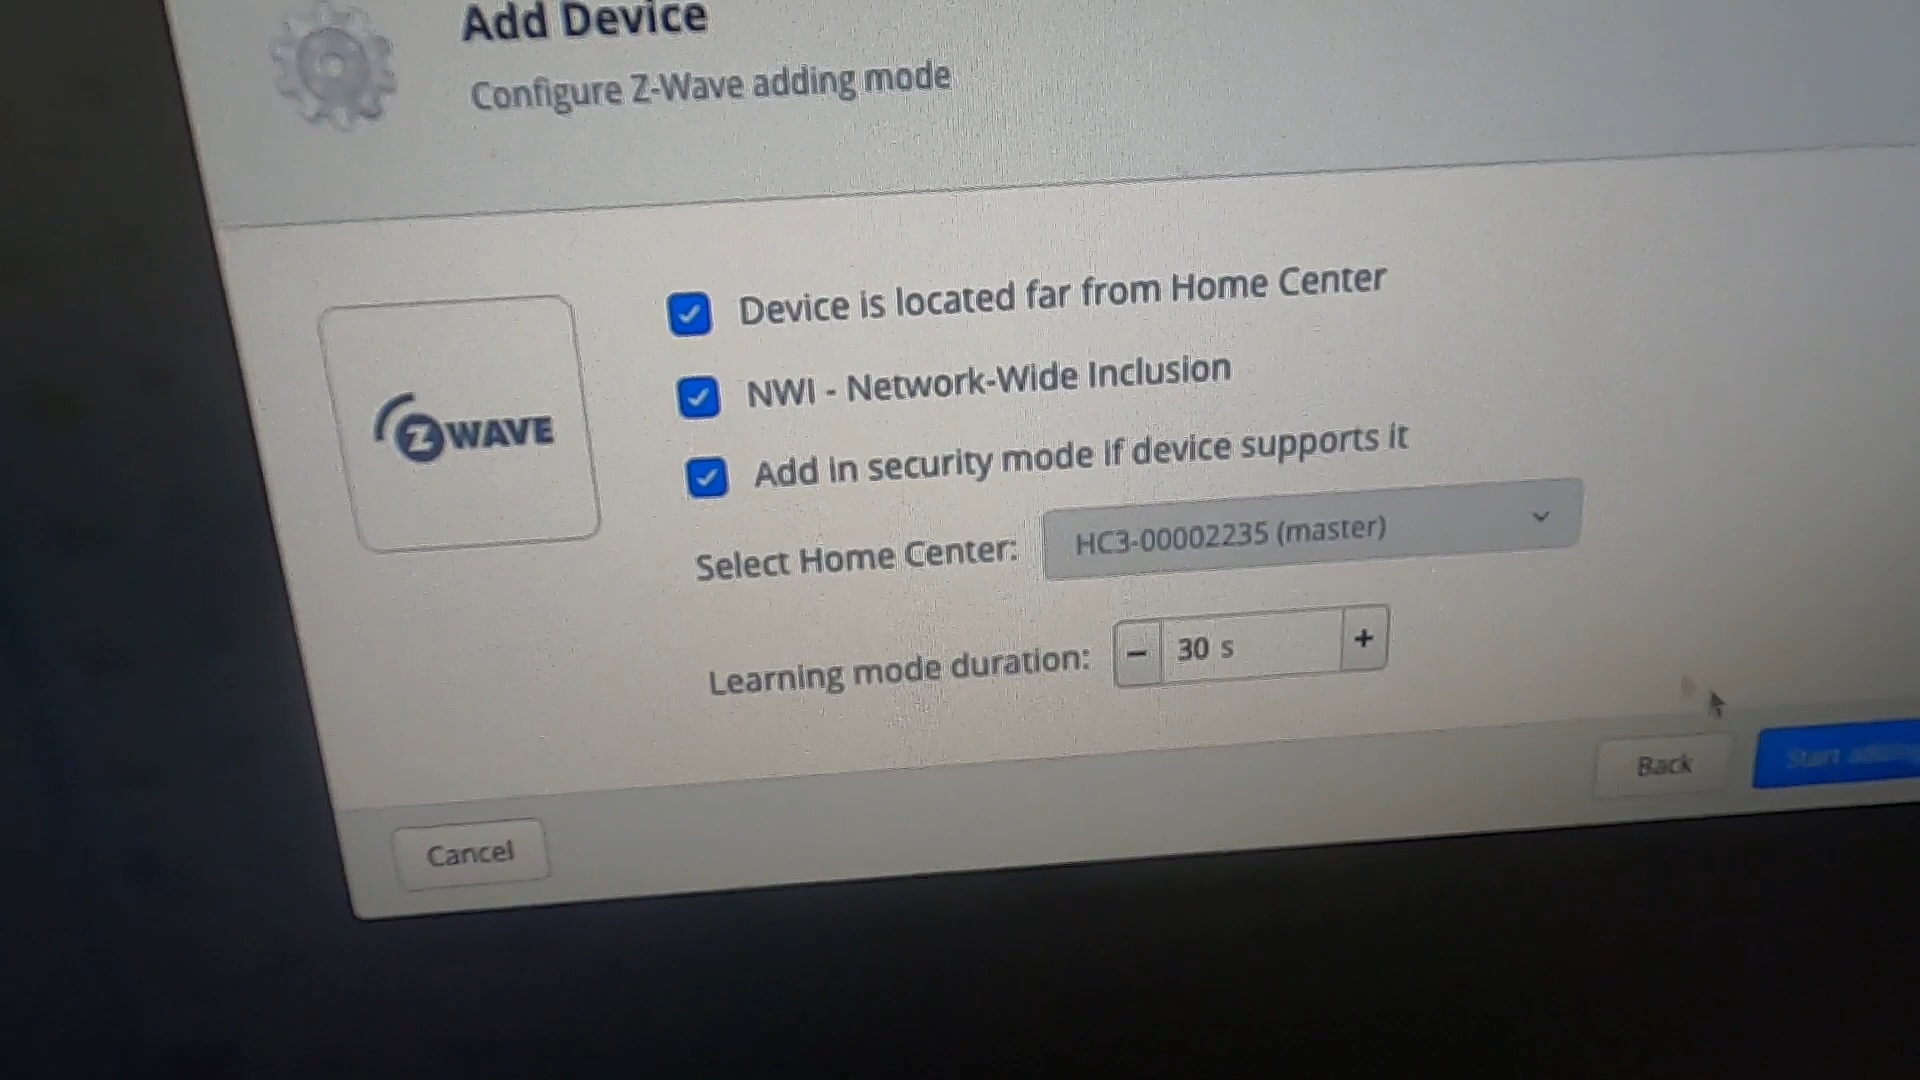 Add Device
Configure Z-Wave adding mode
Device is located far from Home Center
NWI - Network-Wide Inclusion
Z WAVE
Add in security mode if device supports it
Select Home Center: HC3-00002235 (master)
Learning mode duration: − 30 s +
Back Start
Cancel